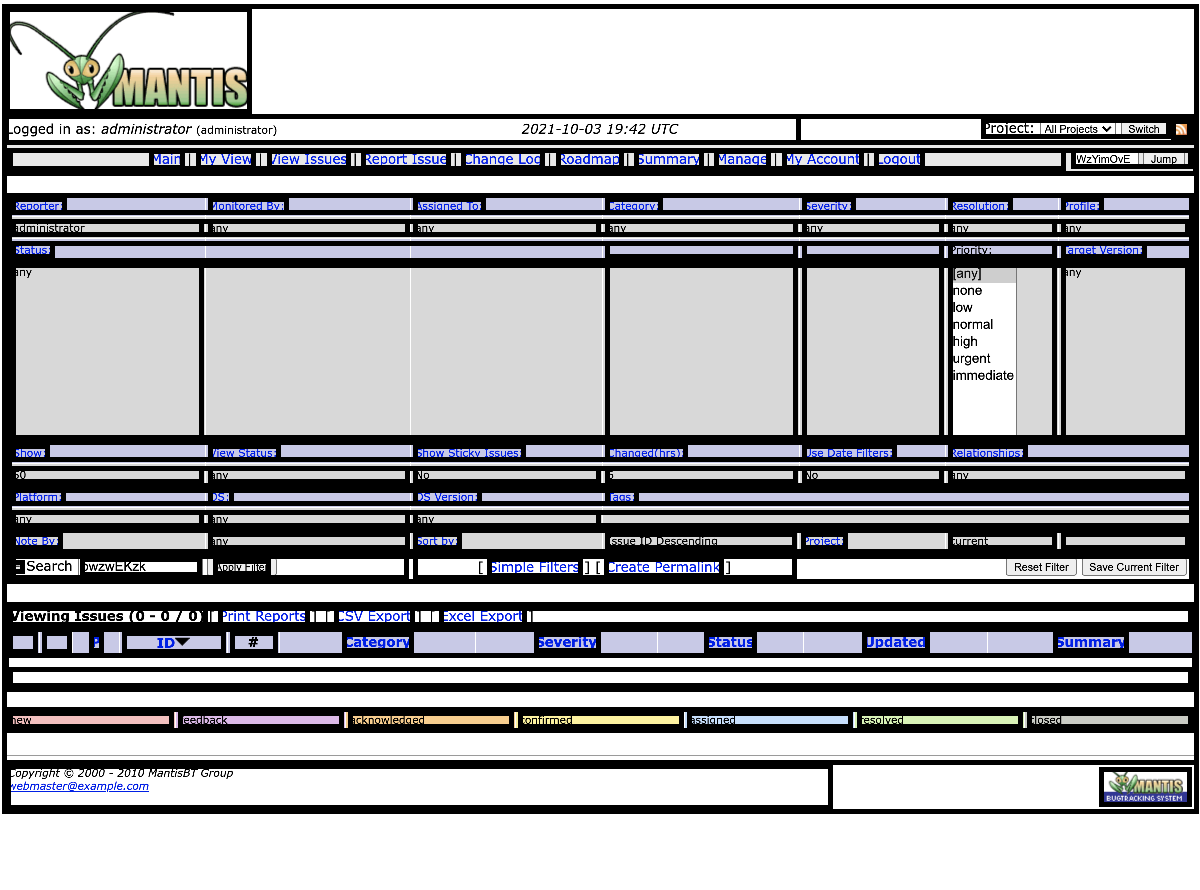 MANTIS
Logged in as: administrator (administrator) 2021-10-03 19:42 UTC Project: All Projects Switch
Main | My View | View Issues | Report Issue | Change Log | Roadmap | Summary | Manage | My Account | Logout WzYimOvE Jump
Reporter: Monitored By: Assigned To: Category: Severity: Resolution: Profile:
administrator any any any any any any
Status: Priority: Target Version:
any [any] any
none
low
normal
high
urgent
immediate
Show: View Status: Show Sticky Issues: Changed(hrs): Use Date Filters: Relationships:
50 any No 6 No any
Platform: OS: OS Version: Tags:
any any any
Note By: any Sort by: Issue ID Descending Project: current
Search pwzwEKzk Apply Filter [ Simple Filters ] [ Create Permalink ] Reset Filter Save Current Filter
Viewing Issues (0 - 0 / 0) [ Print Reports ] [ CSV Export ] [ Excel Export ]
P ID # Category Severity Status Updated Summary
new feedback acknowledged confirmed assigned resolved closed
Copyright © 2000 - 2010 MantisBT Group
webmaster@example.com
MANTIS
BUGTRACKING SYSTEM